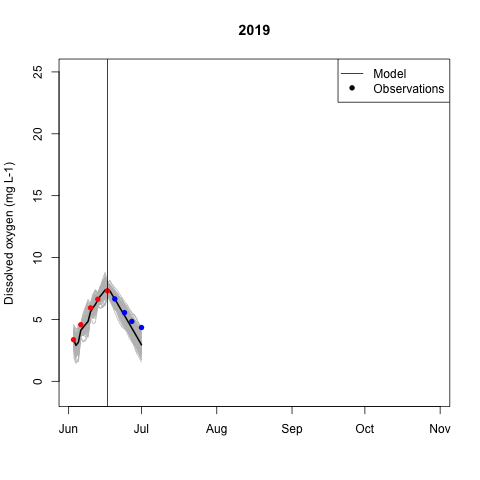 2019
Model
Observations
Dissolved oxygen (mg L-1)
25
20
15
10
5
0
Jun Jul Aug Sep Oct Nov